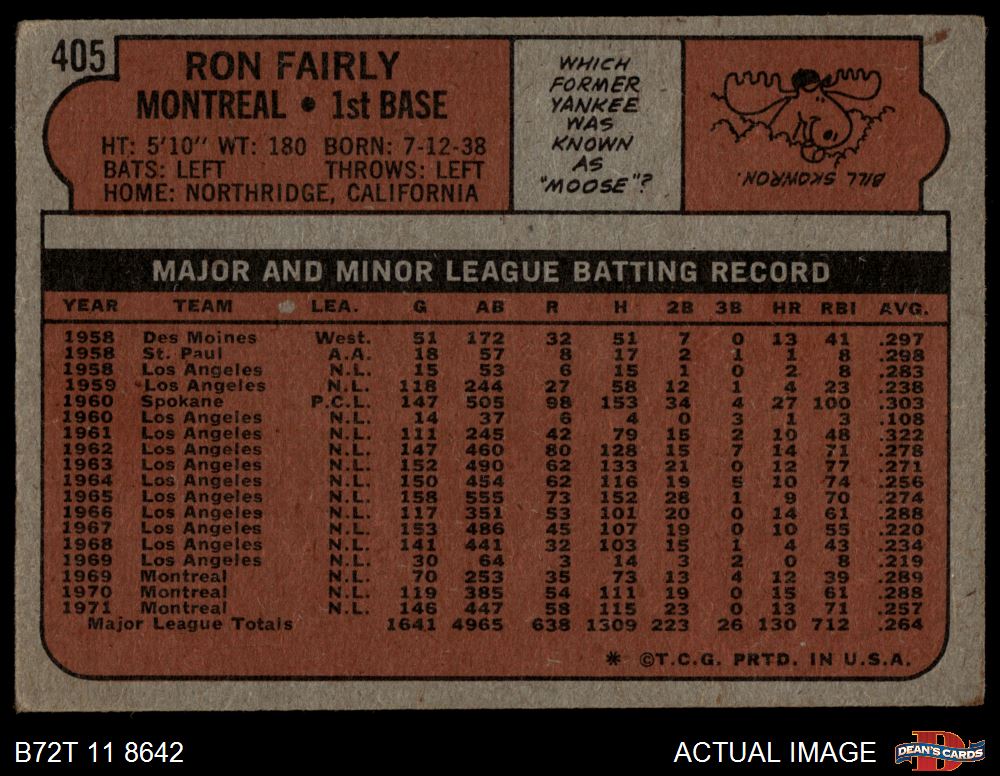 405
RON FAIRLY
MONTREAL • 1st BASE
HT: 5'10" WT: 180 BORN: 7-12-38
BATS: LEFT THROWS: LEFT
HOME: NORTHRIDGE, CALIFORNIA
WHICH
FORMER
YANKEE
WAS
KNOWN
AS
"MOOSE"?
BILL SKOWRON.
MAJOR AND MINOR LEAGUE BATTING RECORD
YEAR TEAM LEA. G AB R H 2B 3B HR RBI AVG.
1958 Des Moines West. 51 172 32 51 7 0 13 41 .297
1958 St. Paul A.A. 18 57 8 17 2 1 1 8 .298
1958 Los Angeles N.L. 15 53 6 15 1 0 2 8 .283
1959 Los Angeles N.L. 118 244 27 58 12 1 4 23 .238
1960 Spokane P.C.L. 147 505 98 153 34 4 27 100 .303
1960 Los Angeles N.L. 14 37 6 4 0 3 1 3 .108
1961 Los Angeles N.L. 111 245 42 79 15 2 10 48 .322
1962 Los Angeles N.L. 147 460 80 128 15 7 14 71 .278
1963 Los Angeles N.L. 152 490 62 133 21 0 12 77 .271
1964 Los Angeles N.L. 150 454 62 116 19 5 10 74 .256
1965 Los Angeles N.L. 158 555 73 152 28 1 9 70 .274
1966 Los Angeles N.L. 117 351 53 101 20 0 14 61 .288
1967 Los Angeles N.L. 153 486 45 107 19 0 10 55 .220
1968 Los Angeles N.L. 141 441 32 103 15 1 4 43 .234
1969 Los Angeles N.L. 30 64 3 14 3 2 0 8 .219
1969 Montreal N.L. 70 253 35 73 13 4 12 39 .289
1970 Montreal N.L. 119 385 54 111 19 0 15 61 .288
1971 Montreal N.L. 146 447 58 115 23 0 13 71 .257
Major League Totals 1641 4965 638 1309 223 26 130 712 .264
* ©T.C.G. PRTD. IN U.S.A.
B72T 11 8642
ACTUAL IMAGE
DEAN'S CARDS